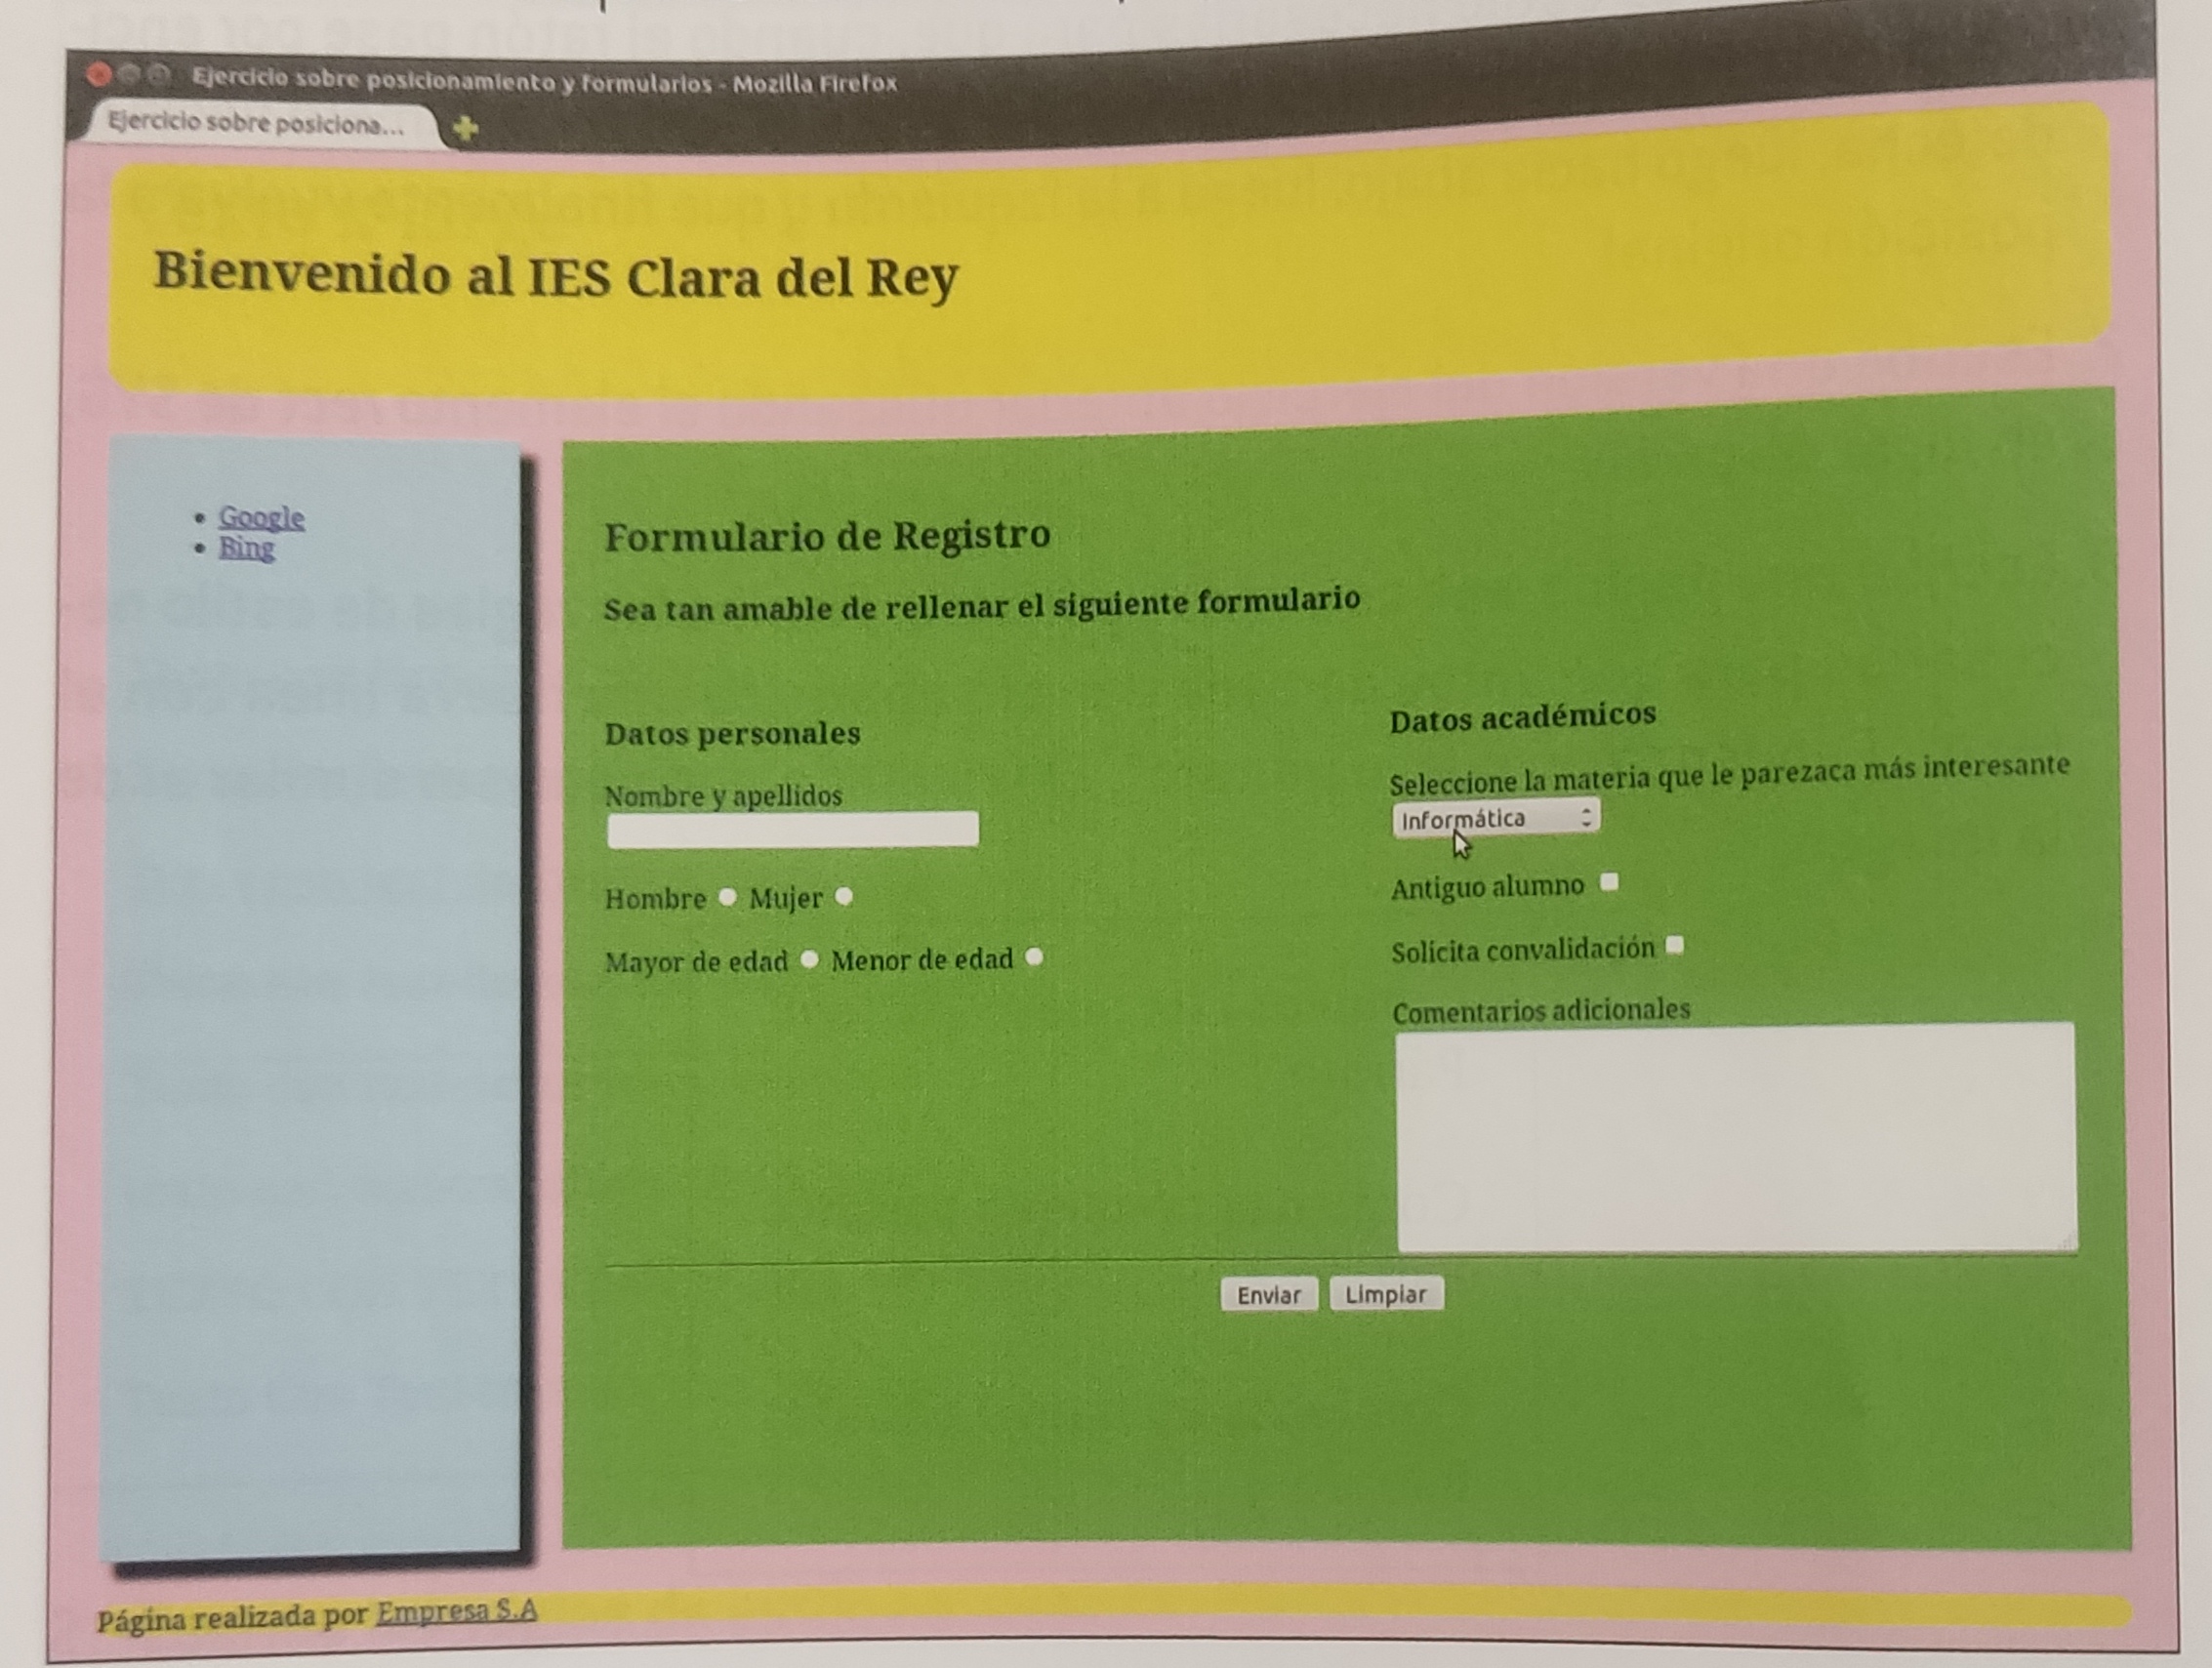 Ejercicio sobre posicionamiento y formularios - Mozilla Firefox
Ejercicio sobre posiciona...
Bienvenido al IES Clara del Rey
Google
Bing
Formulario de Registro
Sea tan amable de rellenar el siguiente formulario
Datos personales
Nombre y apellidos
Hombre Mujer
Mayor de edad Menor de edad
Datos académicos
Seleccione la materia que le parezaca más interesante
Informática
Antiguo alumno
Solicita convalidación
Comentarios adicionales
Enviar Limpiar
Página realizada por Empresa S.A